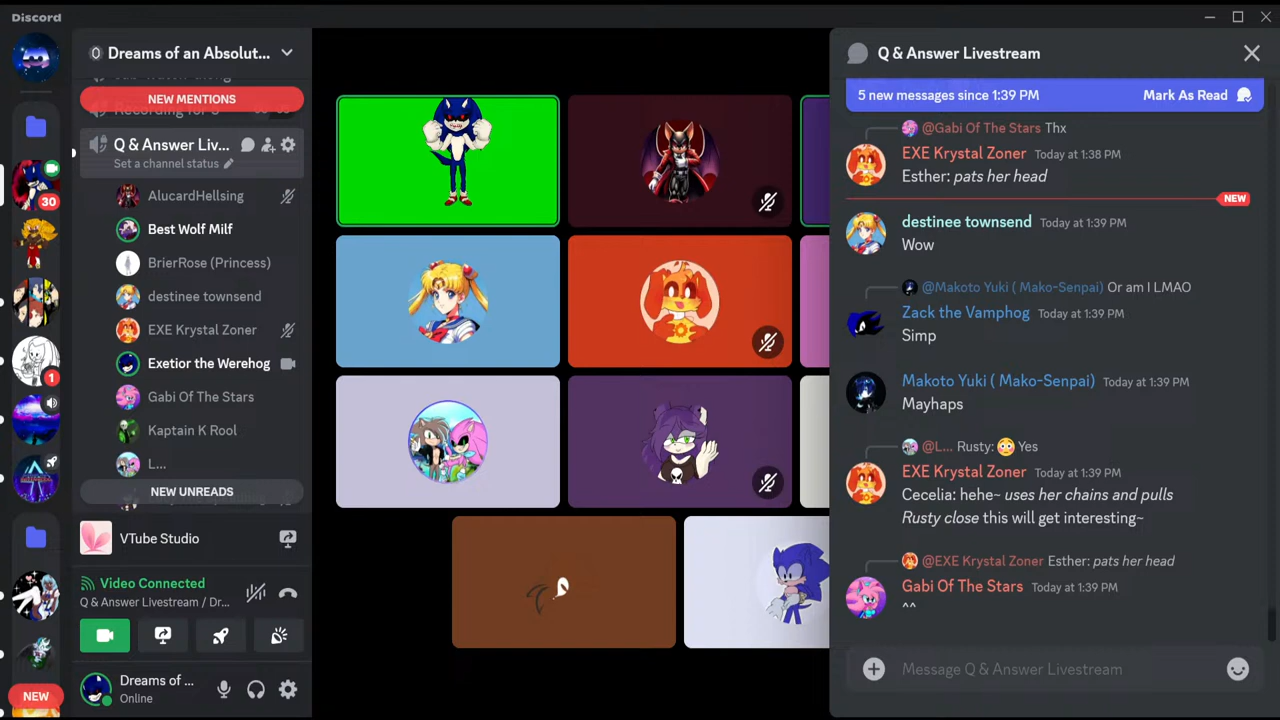 Discord
Dreams of an Absolut...
NEW MENTIONS
Q & Answer Liv...
Set a channel status
AlucardHellsing
Best Wolf Milf
BrierRose (Princess)
destinee townsend
EXE Krystal Zoner
Exetior the Werehog
Gabi Of The Stars
Kaptain K Rool
L...
NEW UNREADS
VTube Studio
Video Connected
Q & Answer Livestream / Dr...
Dreams of ...
Online
30
1
NEW
Q & Answer Livestream
5 new messages since 1:39 PM Mark As Read
@Gabi Of The Stars Thx
EXE Krystal Zoner Today at 1:38 PM
Esther: pats her head
NEW
destinee townsend Today at 1:39 PM
Wow
@Makoto Yuki ( Mako-Senpai) Or am I LMAO
Zack the Vamphog Today at 1:39 PM
Simp
Makoto Yuki ( Mako-Senpai) Today at 1:39 PM
Mayhaps
@L... Rusty: 😳 Yes
EXE Krystal Zoner Today at 1:39 PM
Cecelia: hehe~ uses her chains and pulls
Rusty close this will get interesting~
@EXE Krystal Zoner Esther: pats her head
Gabi Of The Stars Today at 1:39 PM
^^
Message Q & Answer Livestream